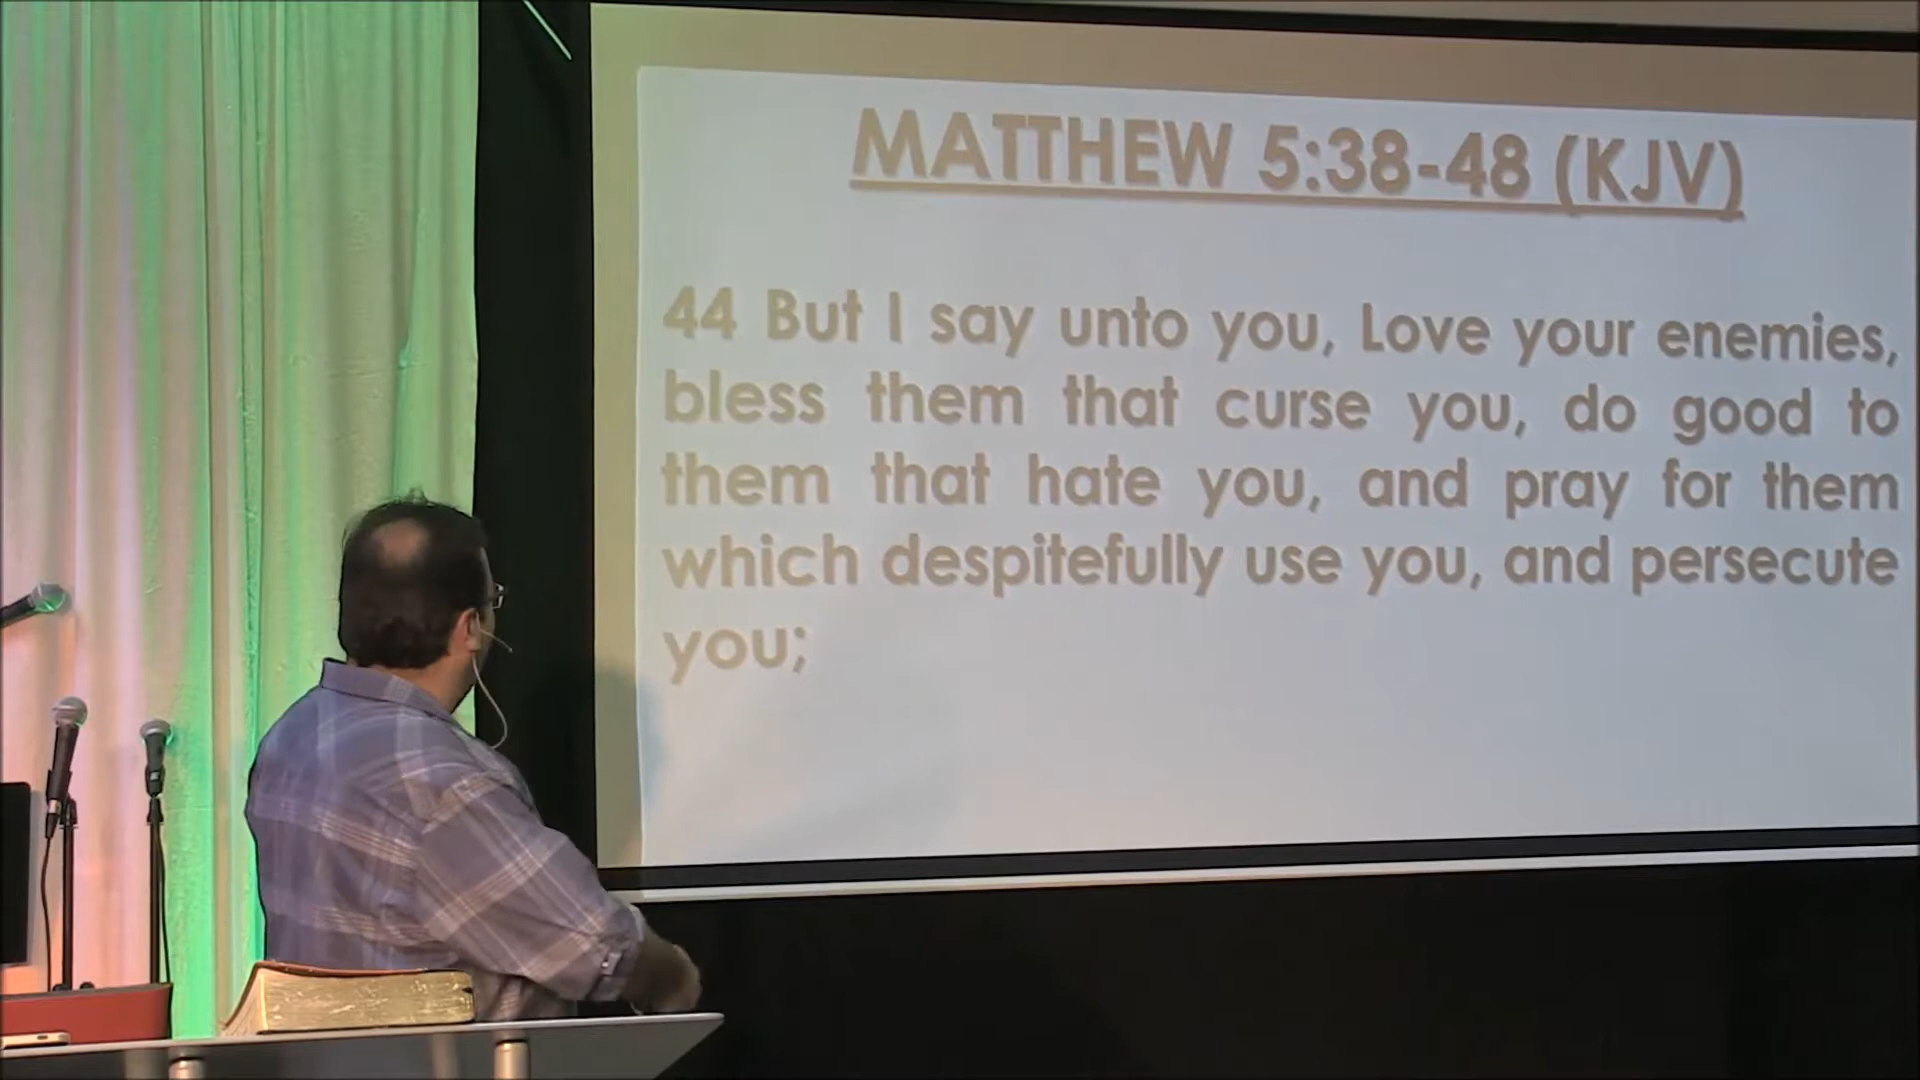 MATTHEW 5:38-48 (KJV)
44 But I say unto you, Love your enemies,
bless them that curse you, do good to
them that hate you, and pray for them
which despitefully use you, and persecute
you;